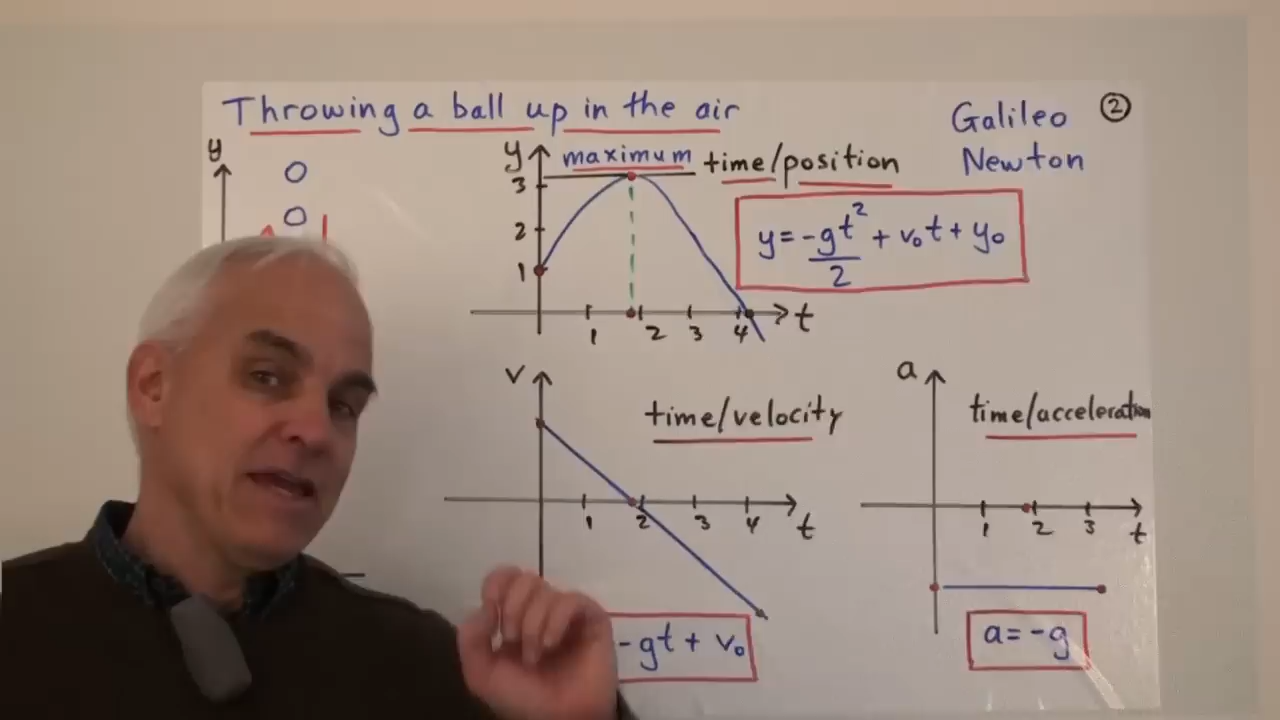 Throwing a ball up in the air
Galileo
Newton
2
y
y
maximum
time/position
3
2
1
1 2 3 4 t
y = -gt²/2 + v₀t + y₀
v
time/velocity
1 2 3 4 t
-gt + v₀
a
time/acceleration
1 2 3 t
a = -g